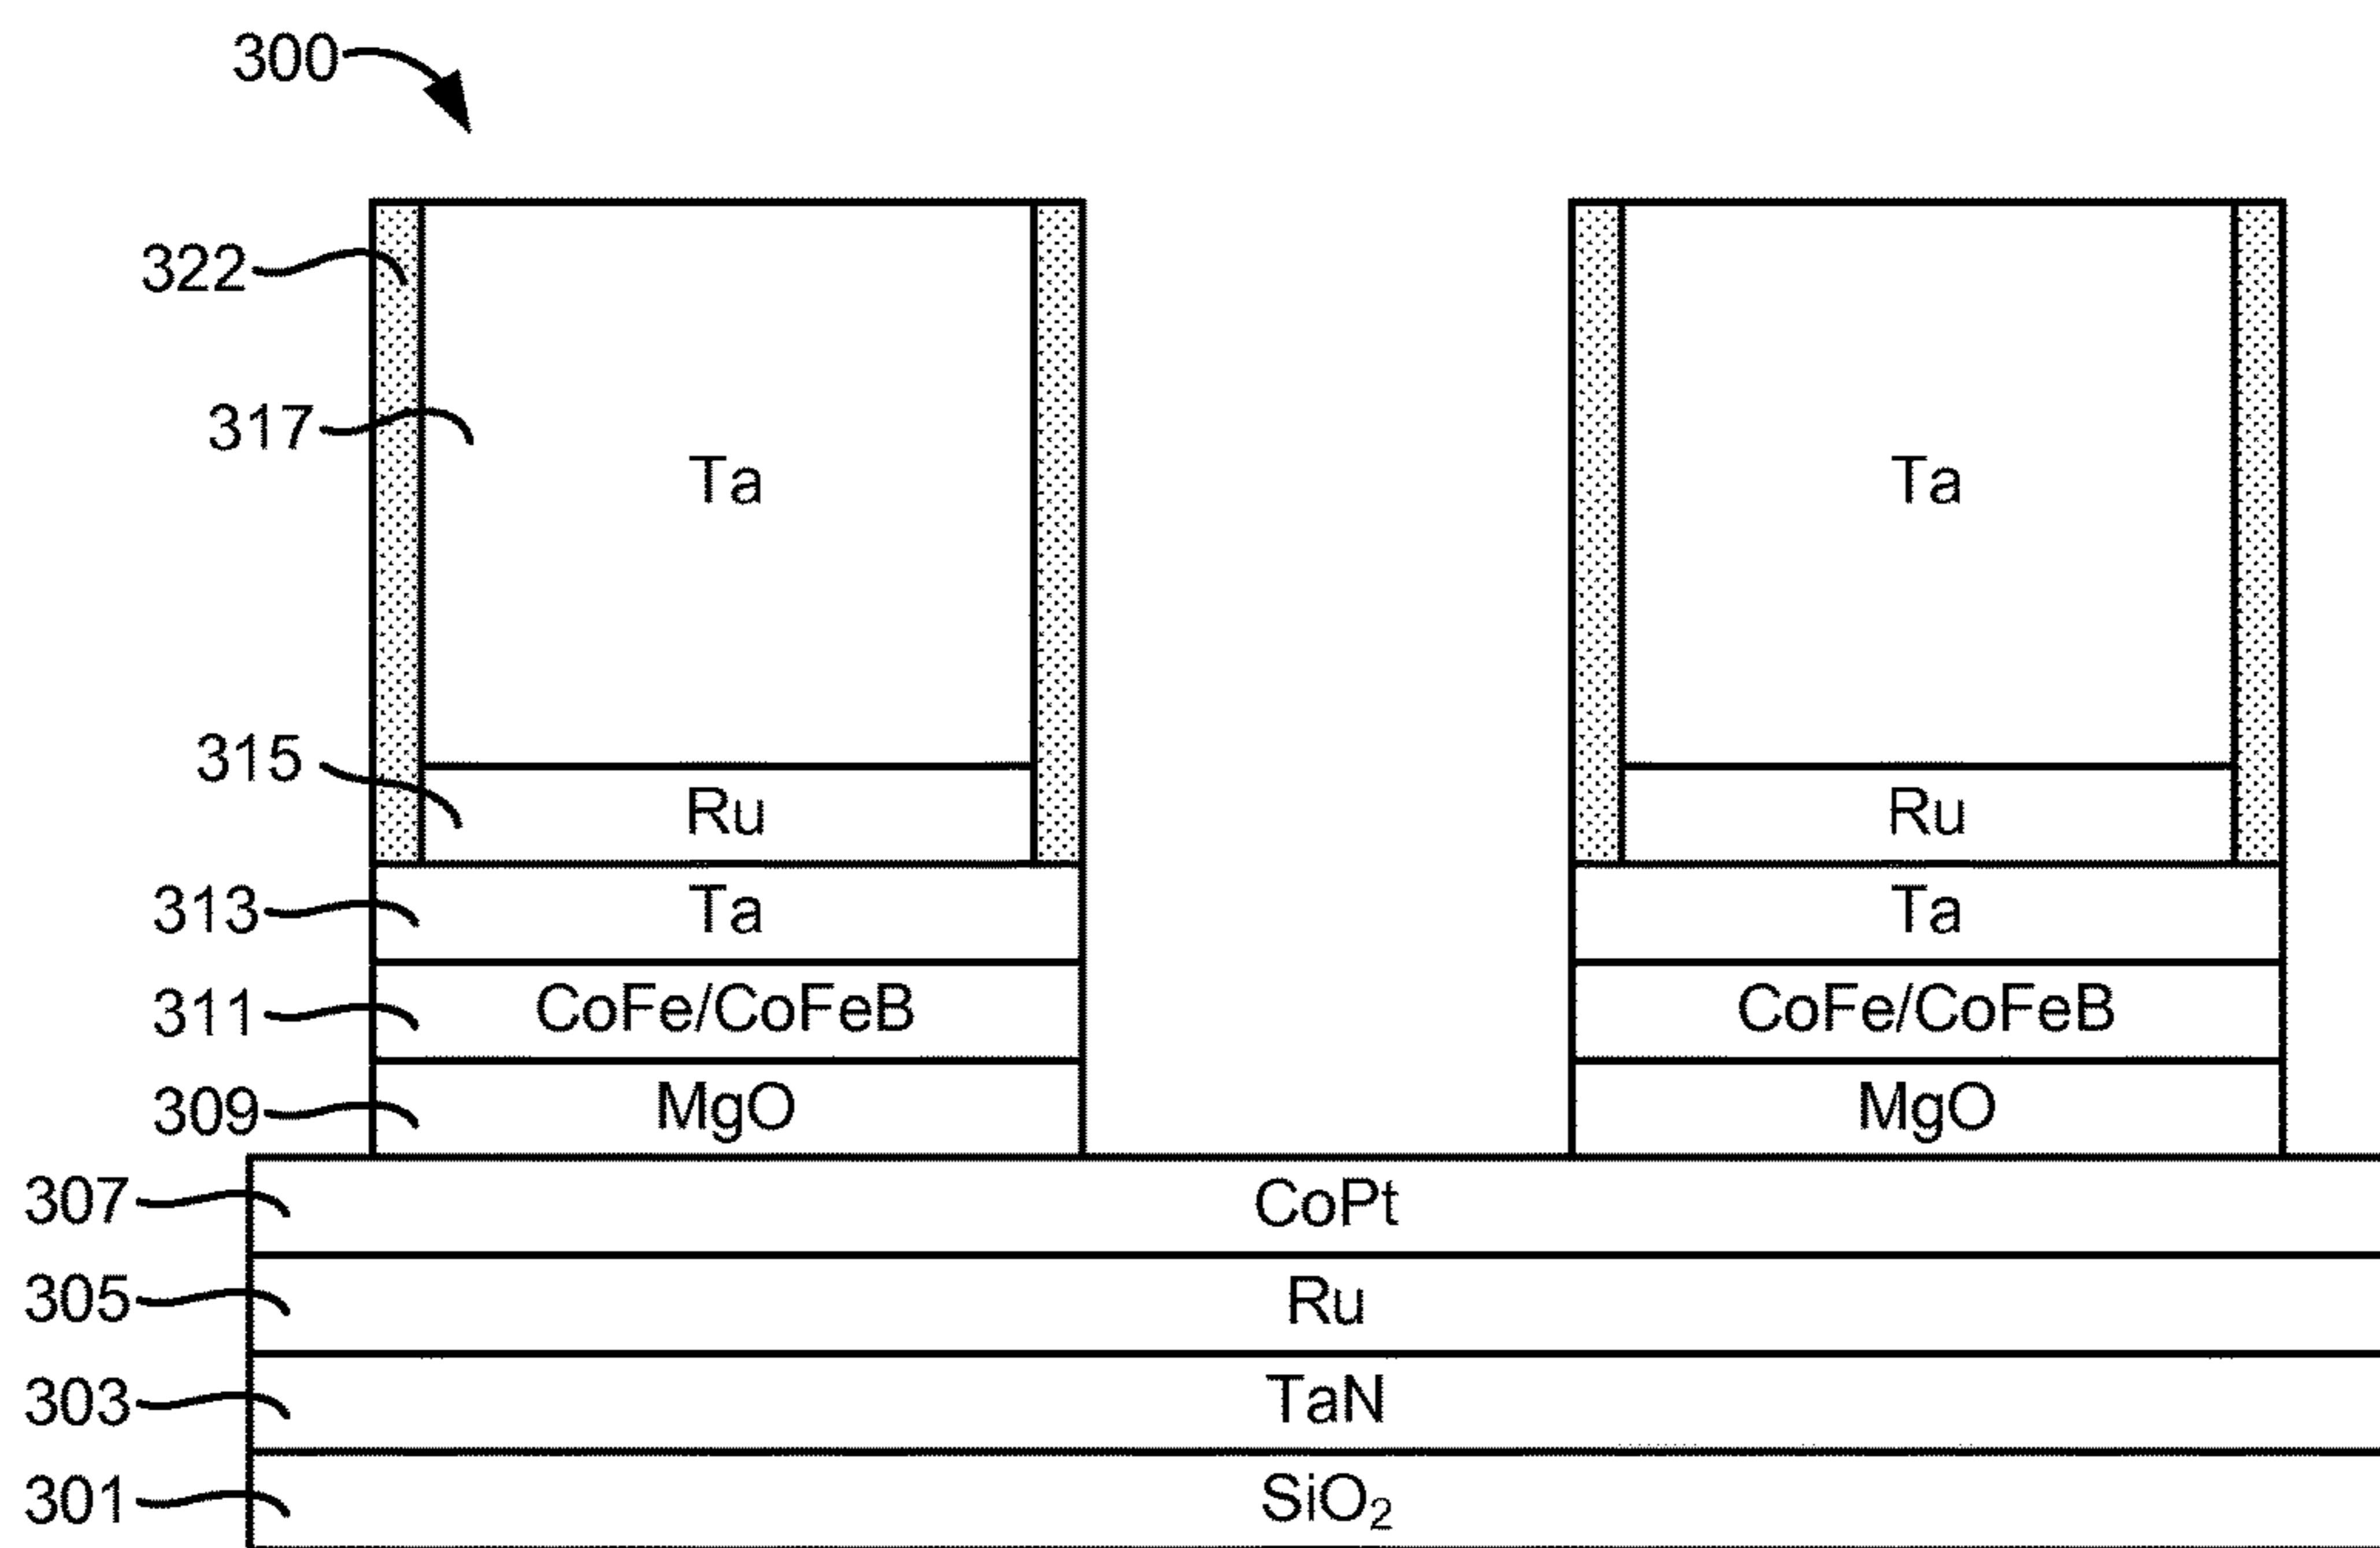 300
322
317 Ta Ta
315 Ru Ru
313 Ta Ta
311 CoFe/CoFeB CoFe/CoFeB
309 MgO MgO
307 CoPt
305 Ru
303 TaN
301 SiO₂